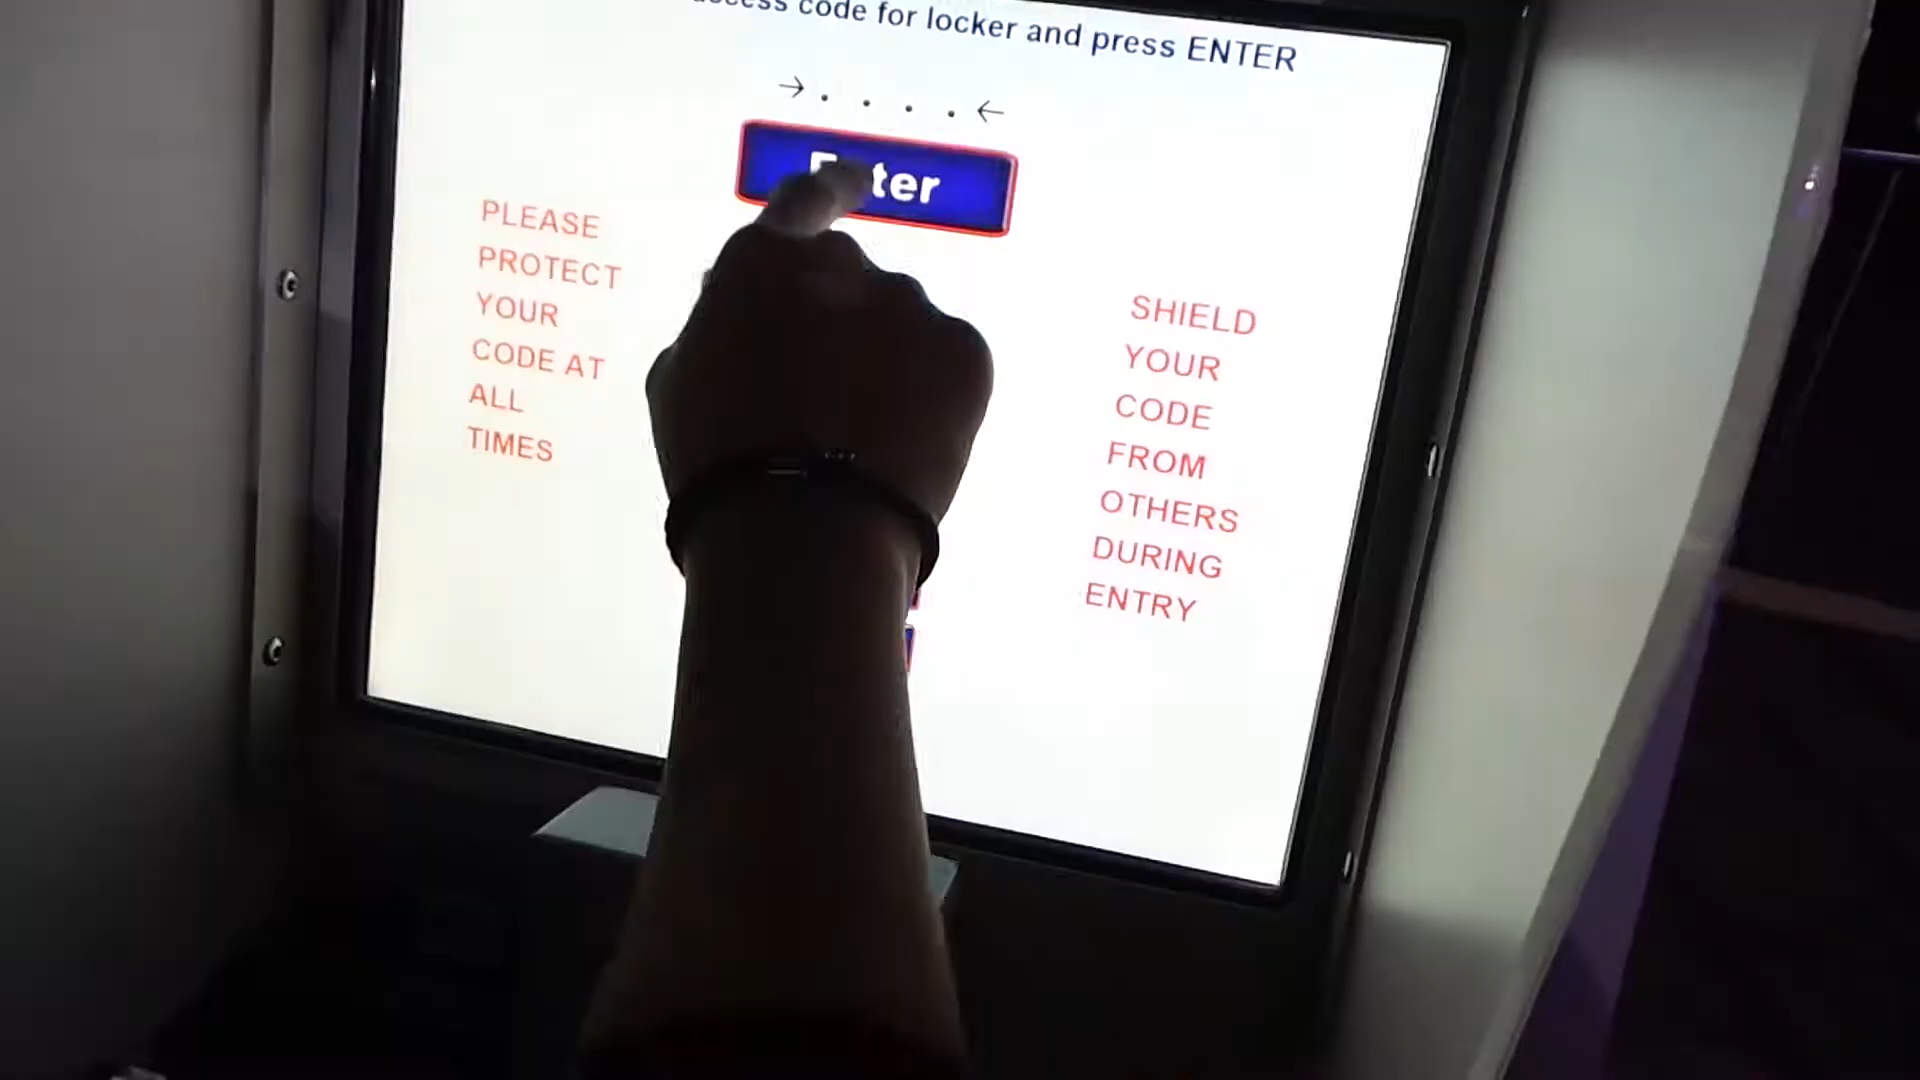 code for locker and press ENTER
→ . . . . ←
Enter
PLEASE
PROTECT
YOUR
CODE AT
ALL
TIMES
SHIELD
YOUR
CODE
FROM
OTHERS
DURING
ENTRY